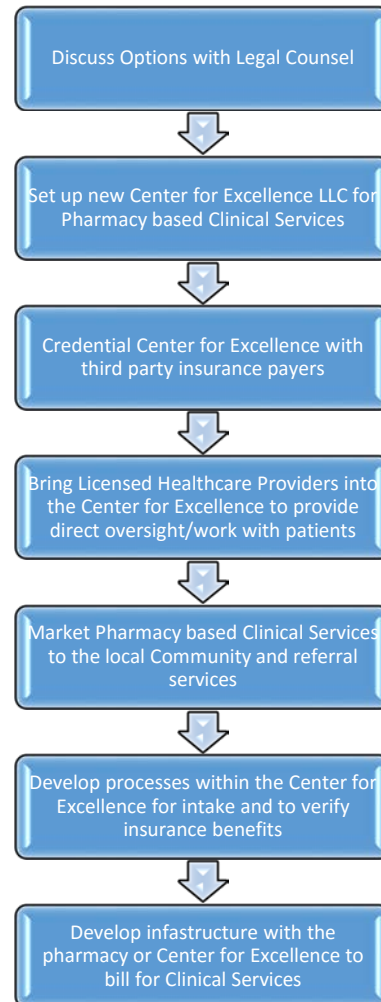 Discuss Options with Legal Counsel
Set up new Center for Excellence LLC for
Pharmacy based Clinical Services
Credential Center for Excellence with
third party insurance payers
Bring Licensed Healthcare Providers into
the Center for Excellence to provide
direct oversight/work with patients
Market Pharmacy based Clinical Services
to the local Community and referral
services
Develop processes within the Center for
Excellence for intake and to verify
insurance benefits
Develop infastructure with the
pharmacy or Center for Excellence to
bill for Clinical Services